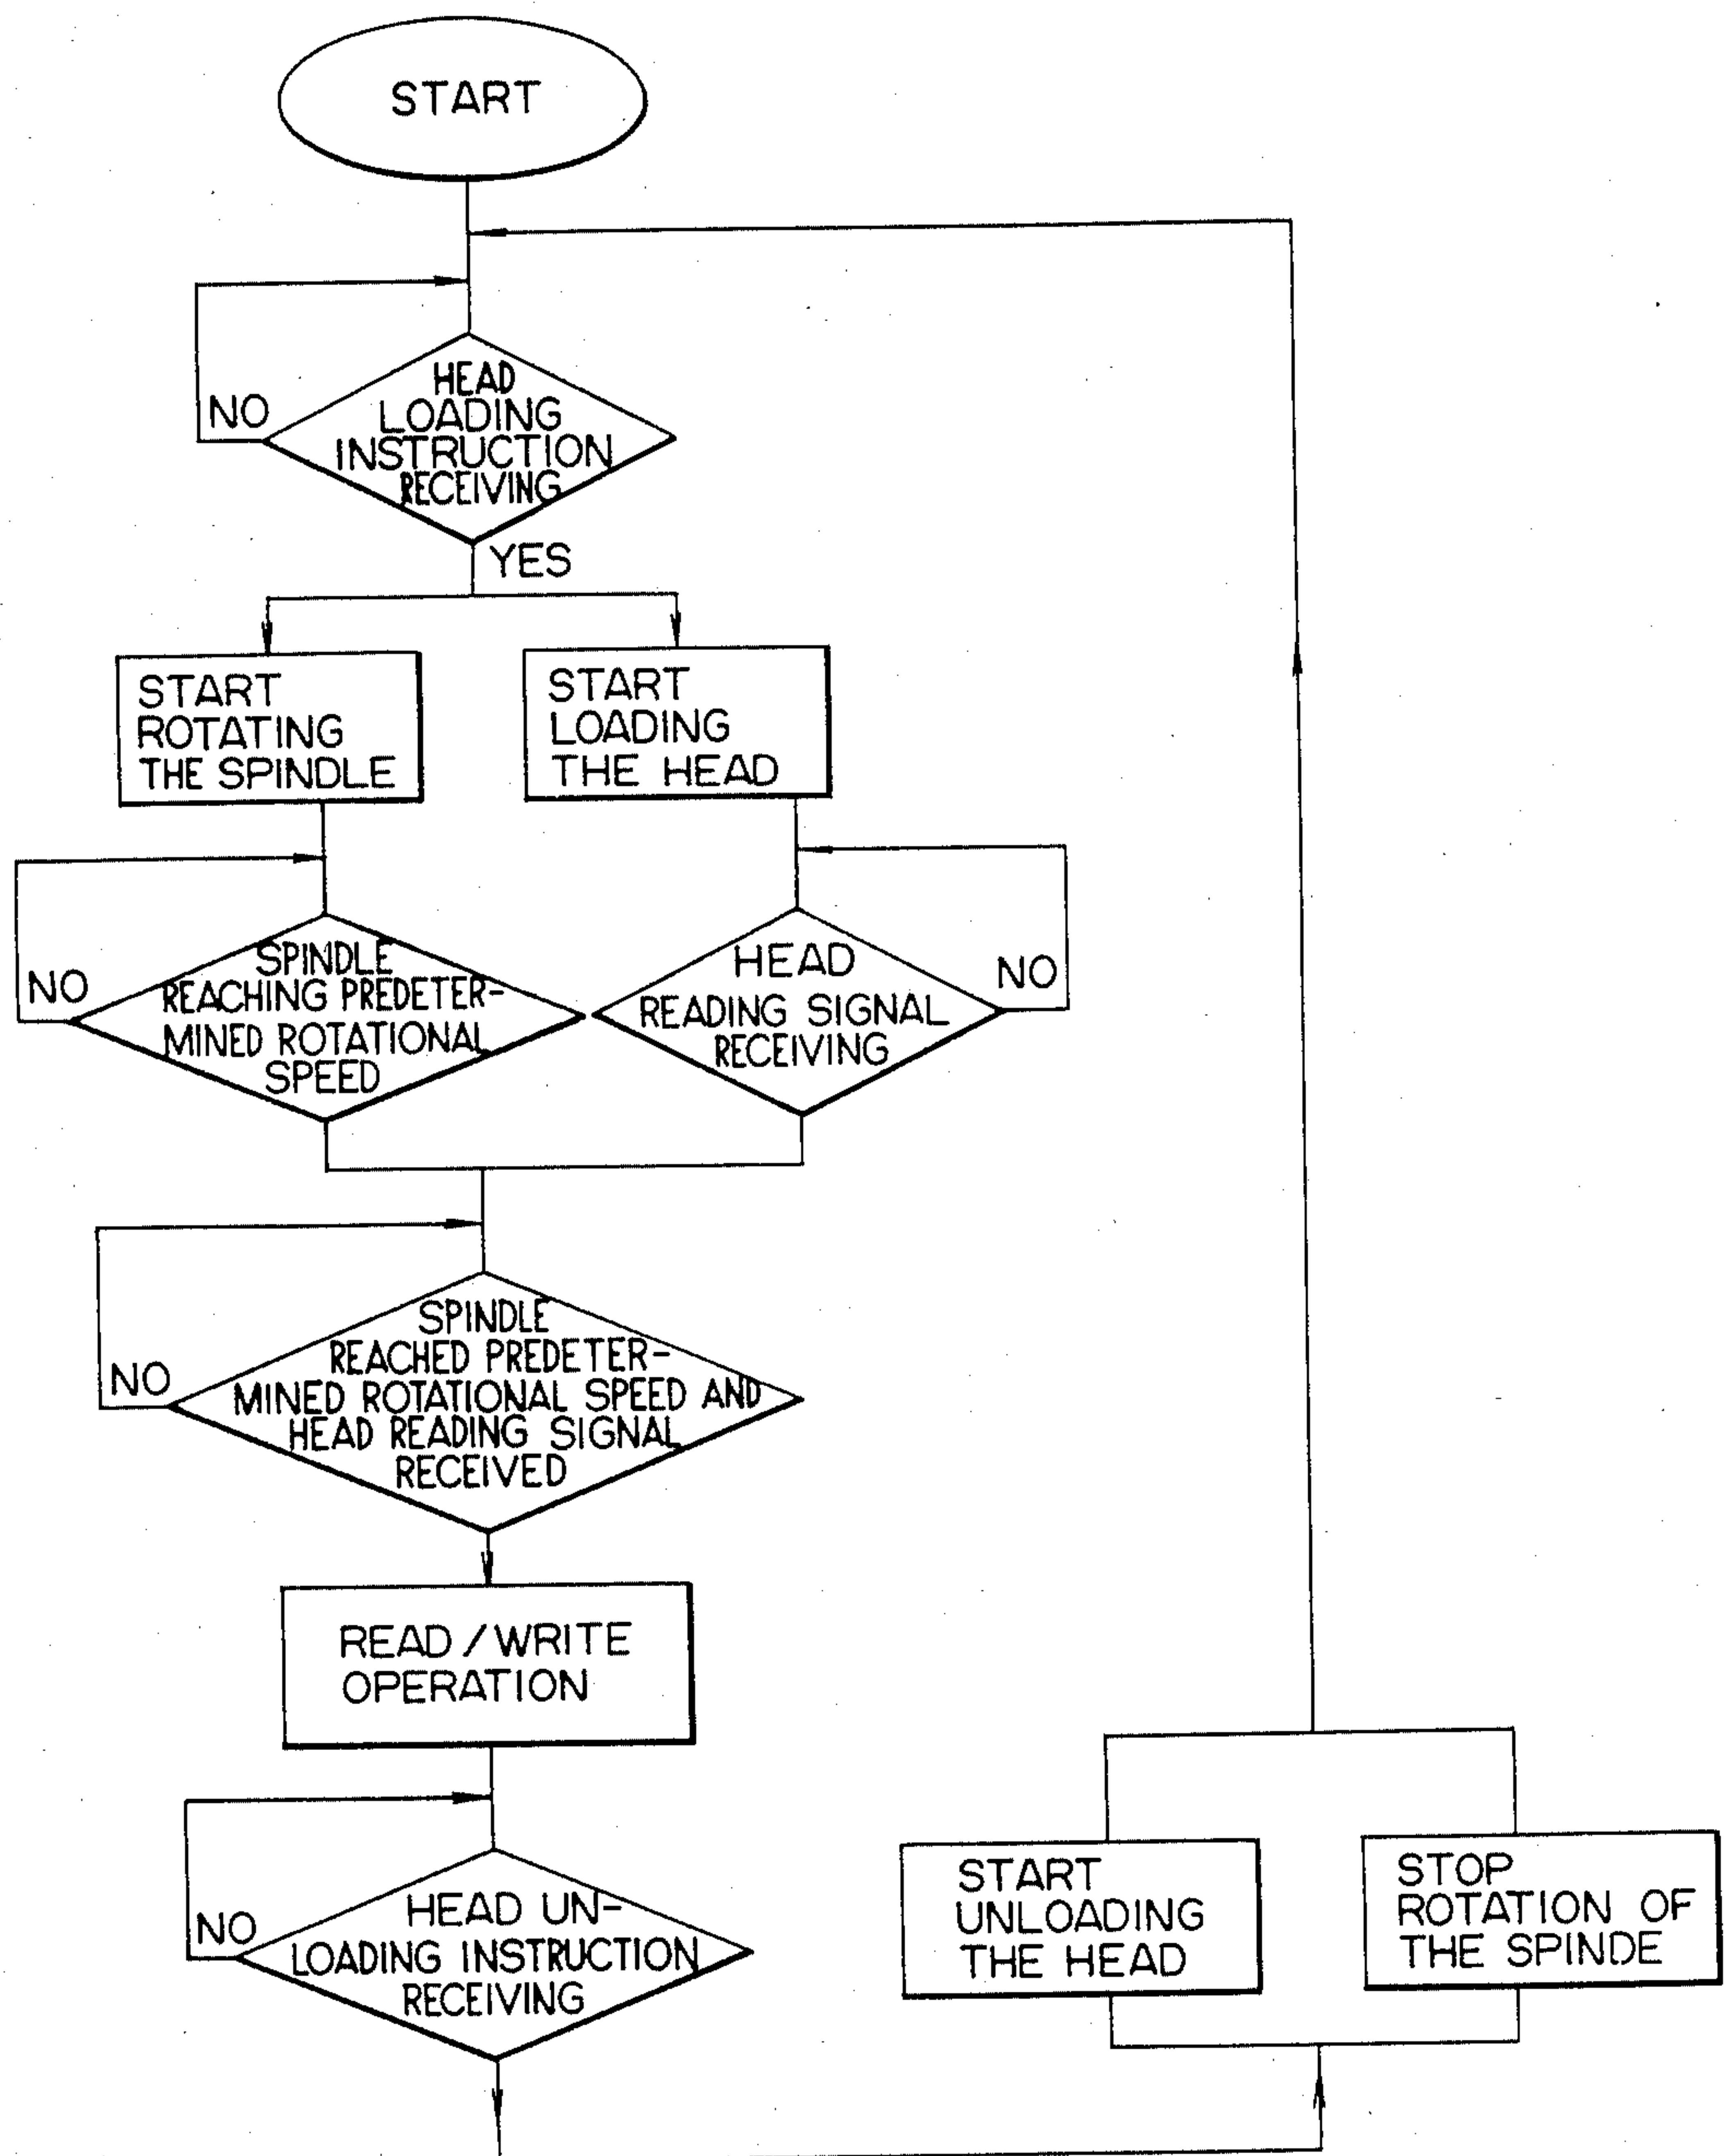 START
HEAD
LOADING
INSTRUCTION
RECEIVING
NO
YES
START
ROTATING
THE SPINDLE
START
LOADING
THE HEAD
SPINDLE
REACHING PREDETER-
MINED ROTATIONAL
SPEED
NO
HEAD
READING SIGNAL
RECEIVING
NO
SPINDLE
REACHED PREDETER-
MINED ROTATIONAL SPEED AND
HEAD READING SIGNAL
RECEIVED
NO
READ/WRITE
OPERATION
HEAD UN-
LOADING INSTRUCTION
RECEIVING
NO
START
UNLOADING
THE HEAD
STOP
ROTATION OF
THE SPINDE